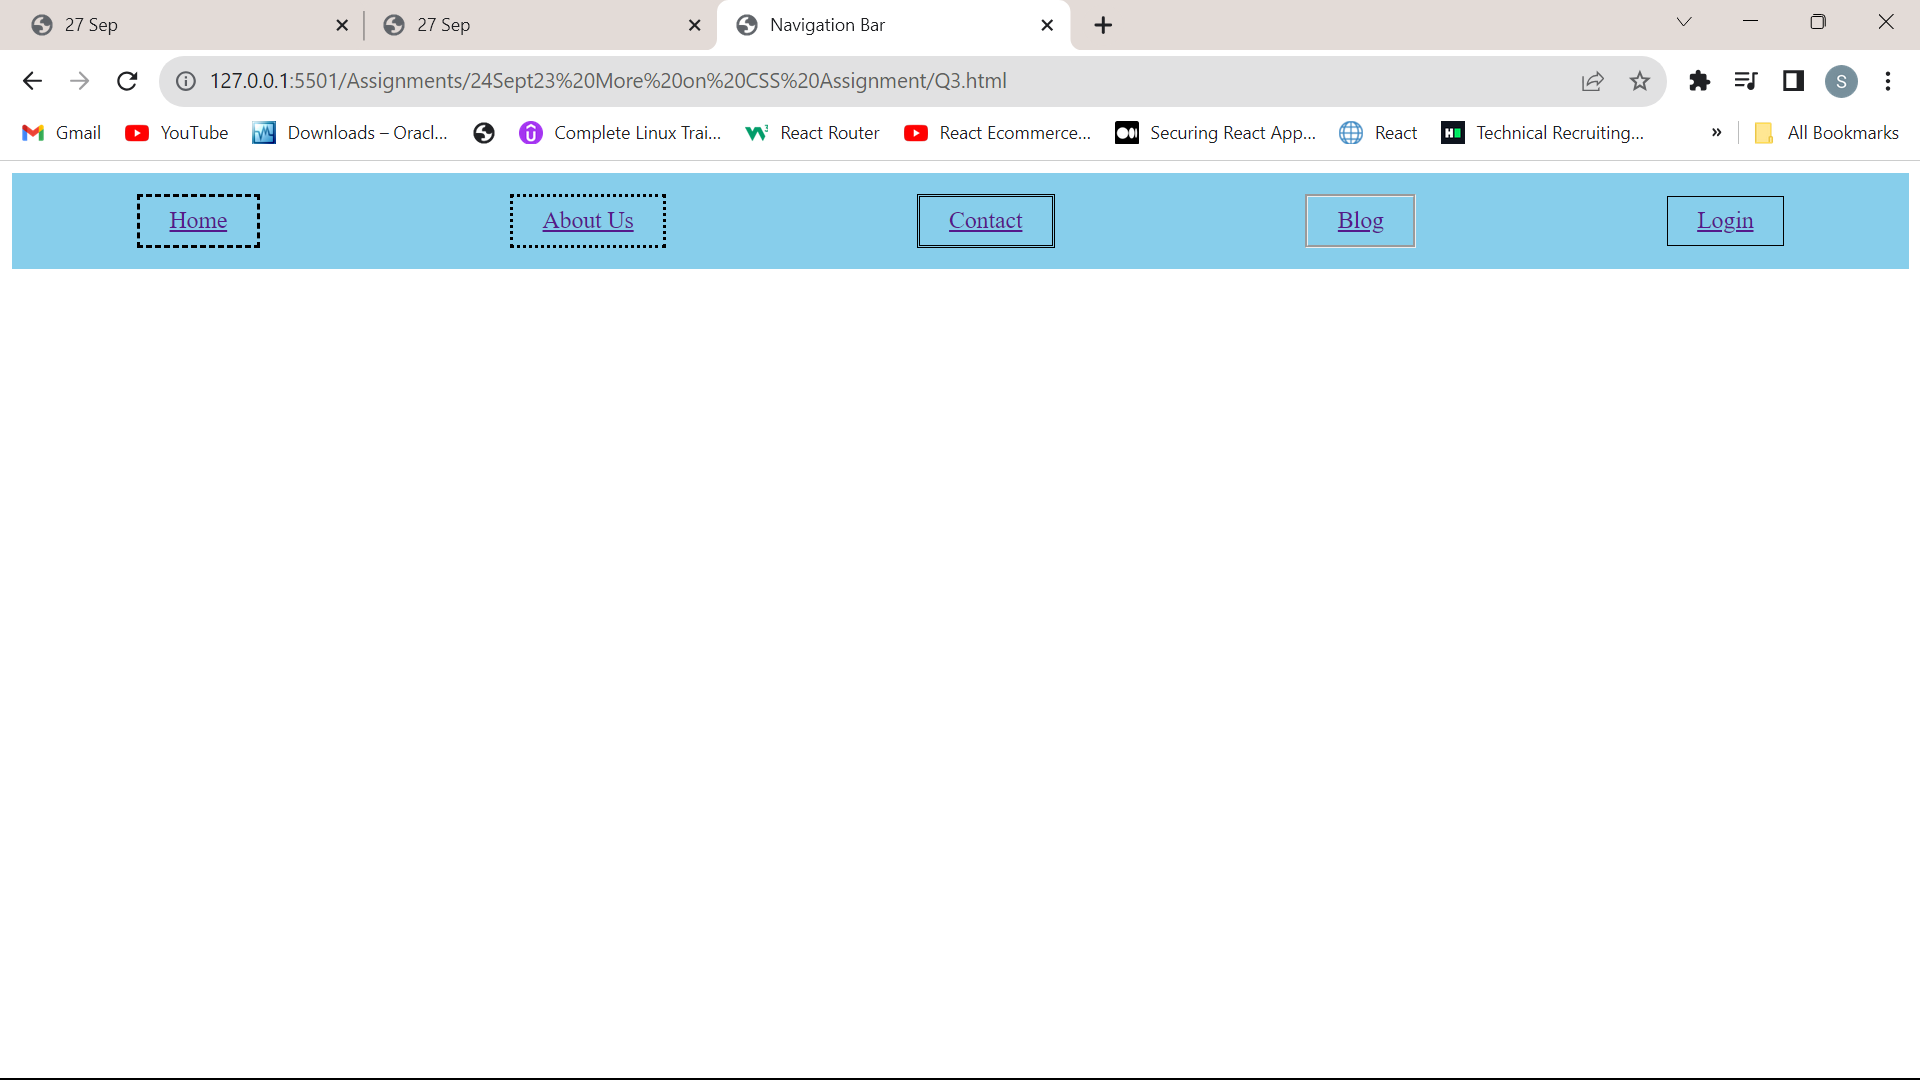 27 Sep 27 Sep Navigation Bar
127.0.0.1:5501/Assignments/24Sept23%20More%20on%20CSS%20Assignment/Q3.html S
Gmail YouTube Downloads – Oracl... Complete Linux Trai... React Router React Ecommerce... Securing React App... React Technical Recruiting... » All Bookmarks
Home About Us Contact Blog Login